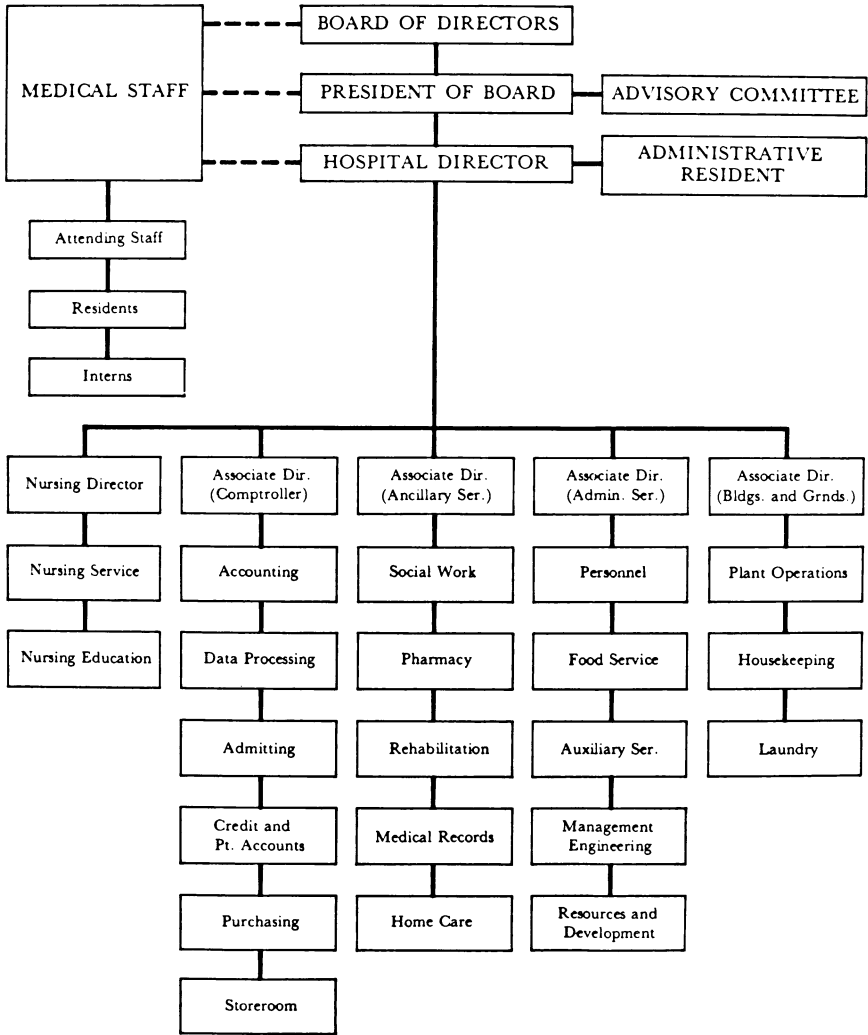 BOARD OF DIRECTORS
MEDICAL STAFF
PRESIDENT OF BOARD
ADVISORY COMMITTEE
HOSPITAL DIRECTOR
ADMINISTRATIVE
RESIDENT
Attending Staff
Residents
Interns
Nursing Director
Nursing Service
Nursing Education
Associate Dir.
(Comptroller)
Accounting
Data Processing
Admitting
Credit and
Pt. Accounts
Purchasing
Storeroom
Associate Dir.
(Ancillary Ser.)
Social Work
Pharmacy
Rehabilitation
Medical Records
Home Care
Associate Dir.
(Admin. Ser.)
Personnel
Food Service
Auxiliary Ser.
Management
Engineering
Resources and
Development
Associate Dir.
(Bldgs. and Grnds.)
Plant Operations
Housekeeping
Laundry